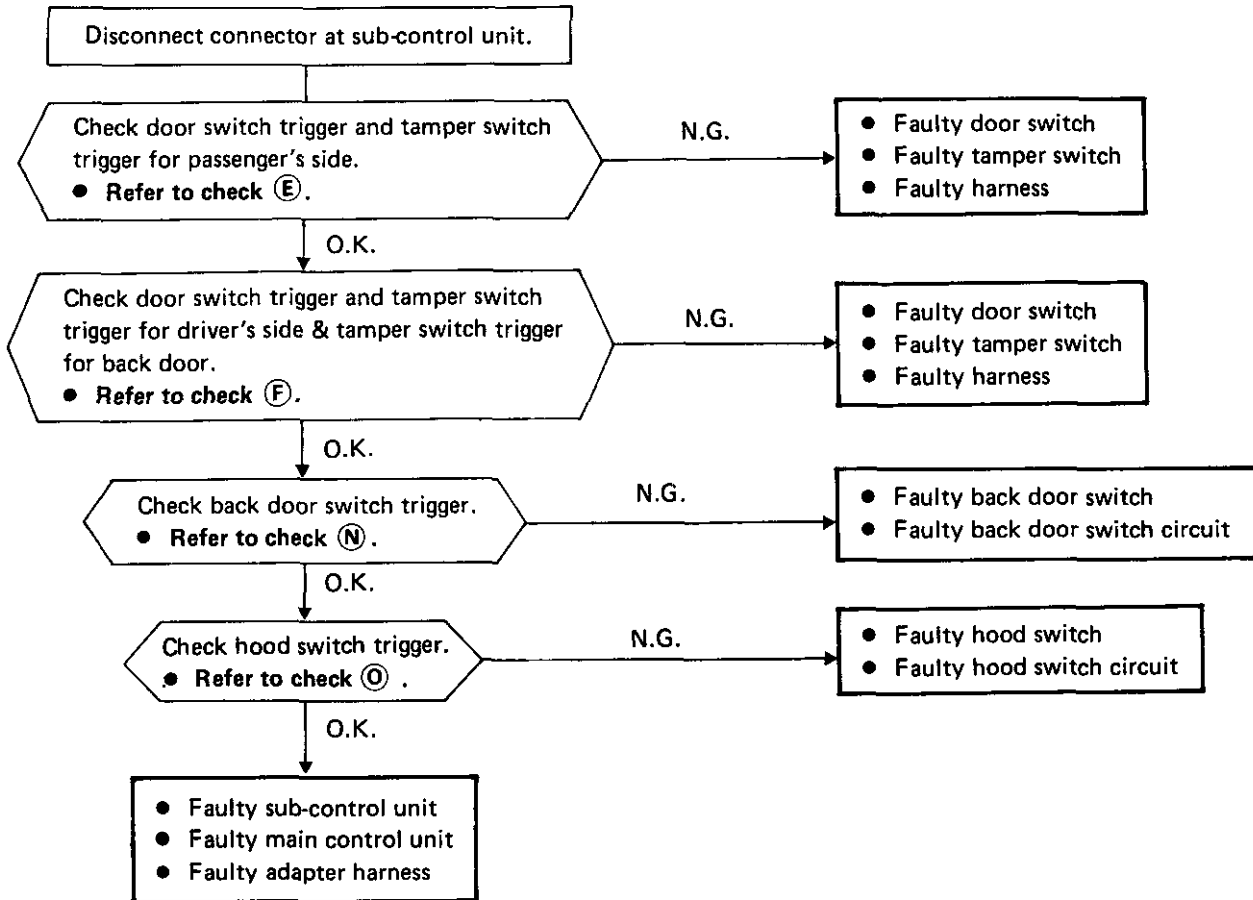 Disconnect connector at sub-control unit.
Check door switch trigger and tamper switch
trigger for passenger's side.
● Refer to check Ⓔ.
N.G.
● Faulty door switch
● Faulty tamper switch
● Faulty harness
O.K.
Check door switch trigger and tamper switch
trigger for driver's side & tamper switch trigger
for back door.
● Refer to check Ⓕ.
N.G.
● Faulty door switch
● Faulty tamper switch
● Faulty harness
O.K.
Check back door switch trigger.
● Refer to check Ⓝ.
N.G.
● Faulty back door switch
● Faulty back door switch circuit
O.K.
Check hood switch trigger.
● Refer to check Ⓞ.
N.G.
● Faulty hood switch
● Faulty hood switch circuit
O.K.
● Faulty sub-control unit
● Faulty main control unit
● Faulty adapter harness